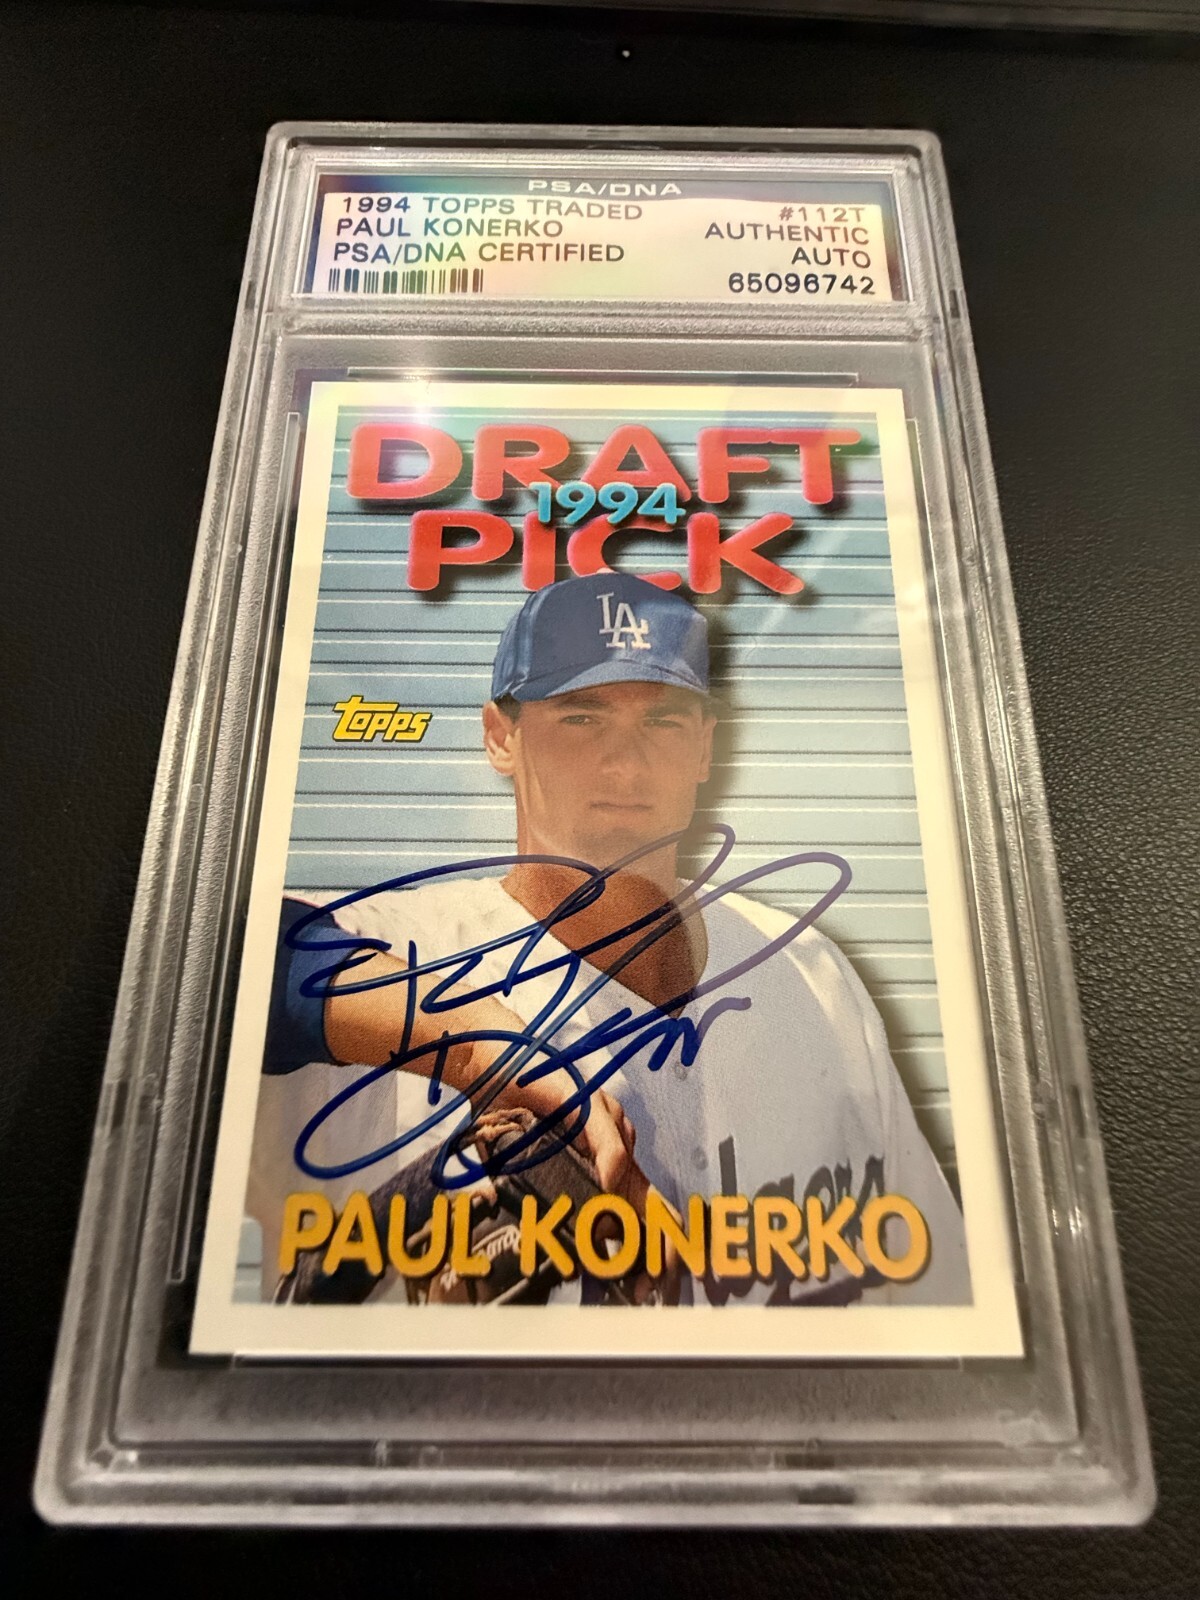 PSA/DNA
1994 TOPPS TRADED #112T
PAUL KONERKO AUTHENTIC
PSA/DNA CERTIFIED AUTO
65096742
DRAFT
1994
PICK
LA
topps
PAUL KONERKO